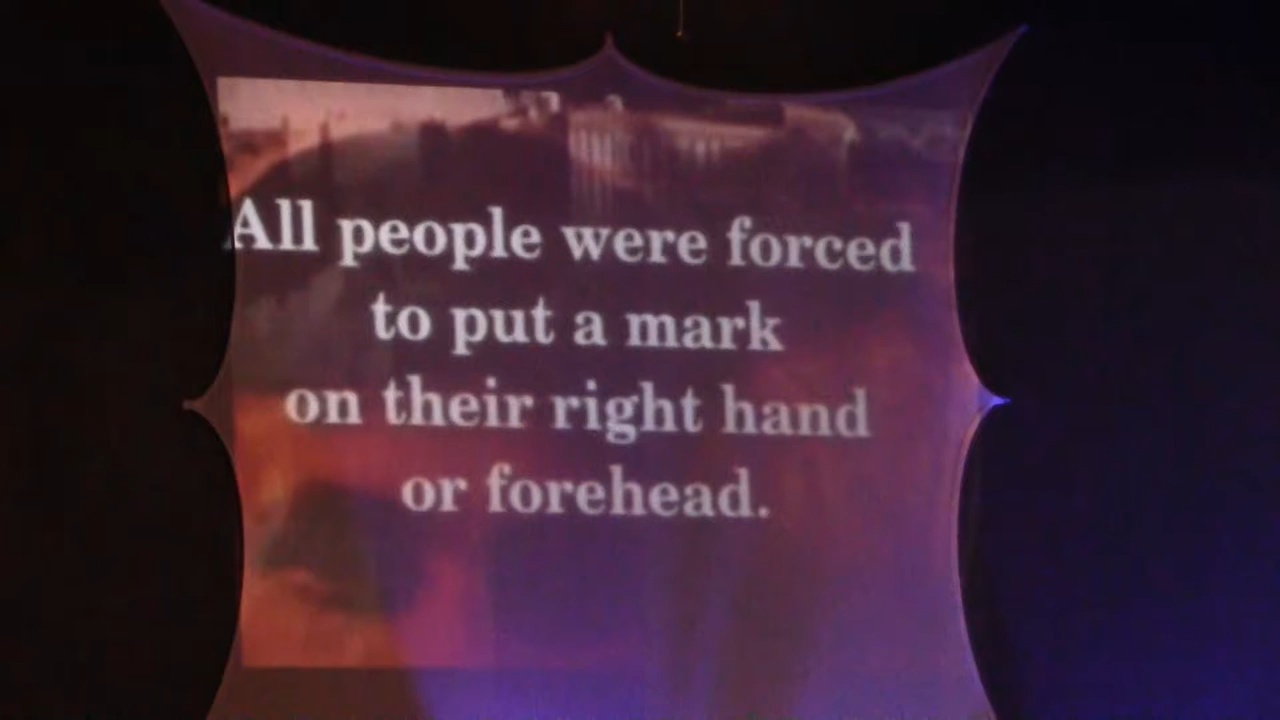 All people were forced
to put a mark
on their right hand
or forehead.